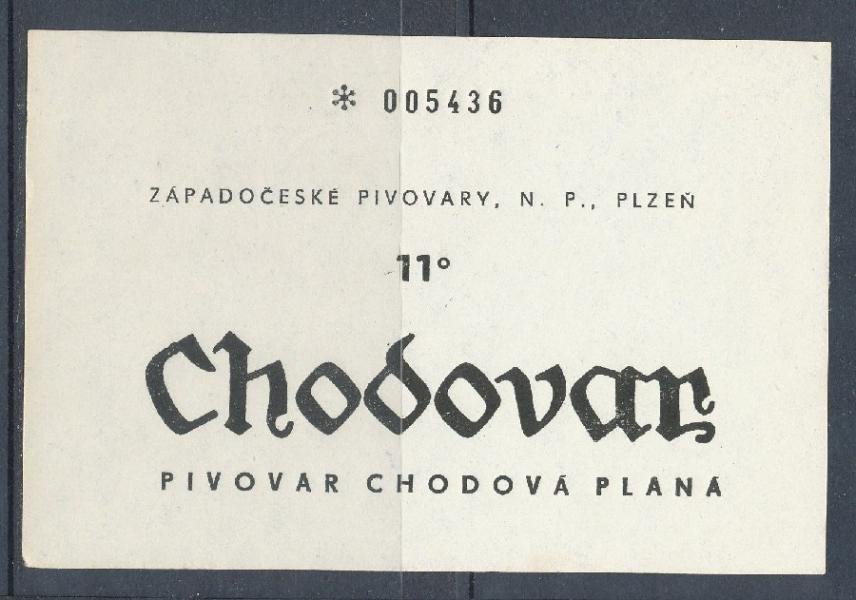 * 005436
ZÁPADOČESKÉ PIVOVARY, N. P., PLZEŇ
11°
Chodovar
PIVOVAR CHODOVÁ PLANÁ